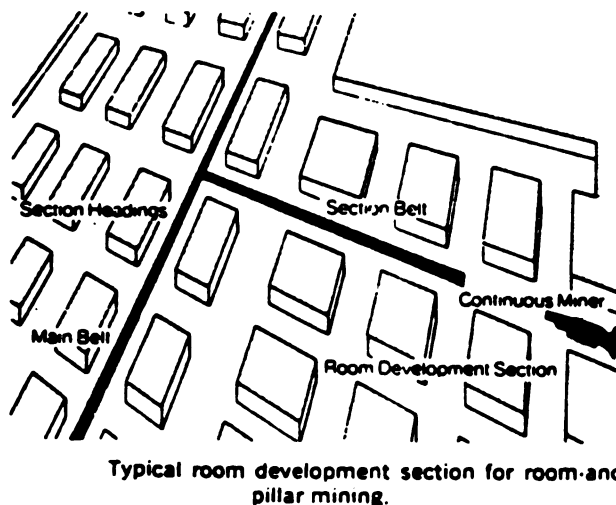 Section Headings
Section Belt
Continuous Miner
Main Belt
Room Development Section
Typical room development section for room-and
pillar mining.